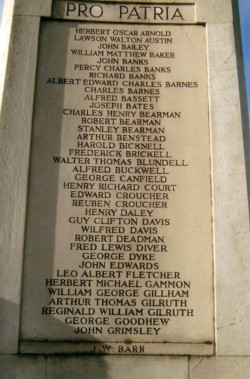 PRO PATRIA
HERBERT OSCAR ARNOLD
LAWSON WALTON AUSTIN
JOHN BAILEY
WILLIAM MATTHEW BAKER
JOHN BANKS
PERCY CHARLES BANKS
RICHARD BANKS
ALBERT EDWARD CHARLES BARNES
CHARLES BARNES
ALFRED BASSETT
JOSEPH BATES
CHARLES HENRY BEARMAN
ROBERT BEARMAN
STANLEY BEARMAN
ARTHUR BENSTEAD
HAROLD BICKNELL
FREDERICK BRICKELL
WALTER THOMAS BLUNDELL
ALFRED BUCKWELL
GEORGE CANFIELD
HENRY RICHARD COURT
EDWARD CROUCHER
REUBEN CROUCHER
HENRY DALEY
GUY CLIFTON DAVIS
WILFRED DAVIS
ROBERT DEADMAN
FRED LEWIS DIVER
GEORGE DYKE
JOHN EDWARDS
LEO ALBERT FLETCHER
HERBERT MICHAEL GAMMON
WILLIAM GEORGE GILLHAM
ARTHUR THOMAS GILRUTH
REGINALD WILLIAM GILRUTH
GEORGE GOODHEW
JOHN GRIMSLEY
J. W. BARR